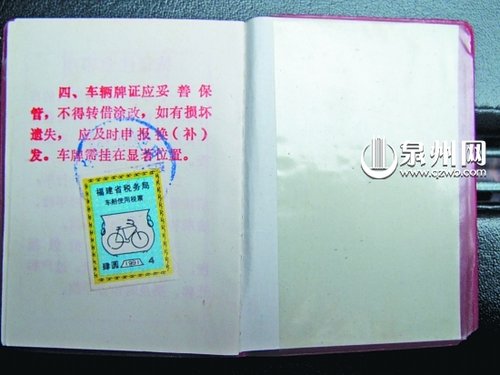 四、车辆牌证应妥善保
管，不得转借涂改，如有损坏
遗失，应及时申报换（补）
发。车牌需挂在显著位置。
福建省税务局
车船使用税票
肆圆 1991 4
泉州网
www.qzwb.com